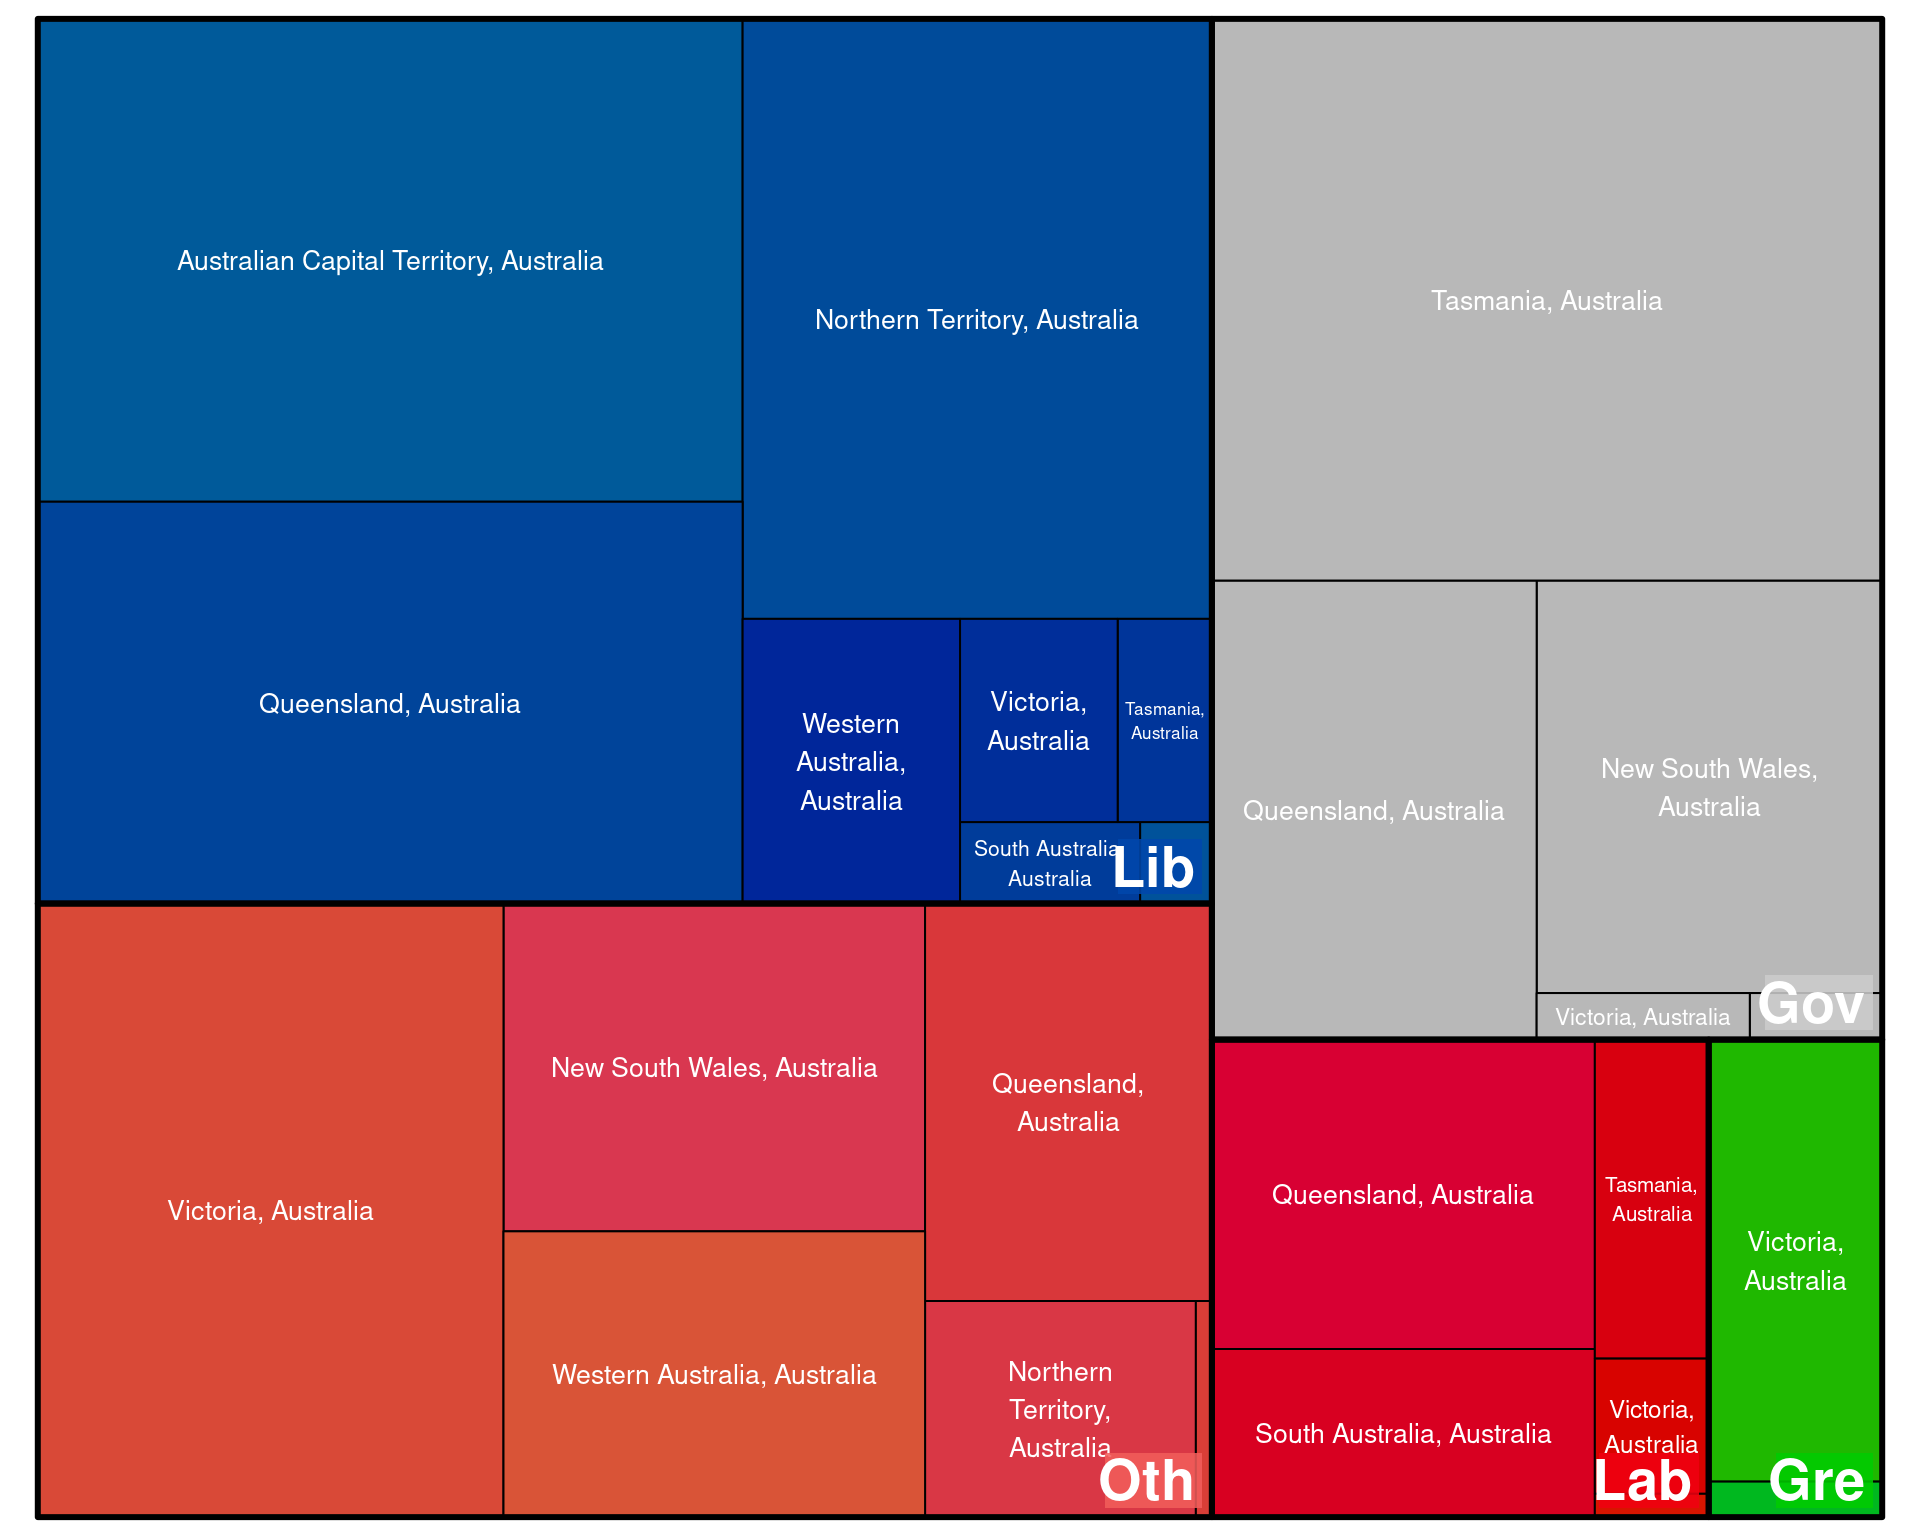 Australian Capital Territory, Australia
Northern Territory, Australia
Queensland, Australia
Western
Australia,
Australia
Victoria,
Australia
Tasmania,
Australia
South Australia
Australia
Lib
Tasmania, Australia
Queensland, Australia
New South Wales,
Australia
Victoria, Australia
Gov
Victoria, Australia
New South Wales, Australia
Western Australia, Australia
Queensland,
Australia
Northern
Territory,
Australia
Oth
Queensland, Australia
South Australia, Australia
Tasmania,
Australia
Victoria,
Australia
Lab
Victoria,
Australia
Gre